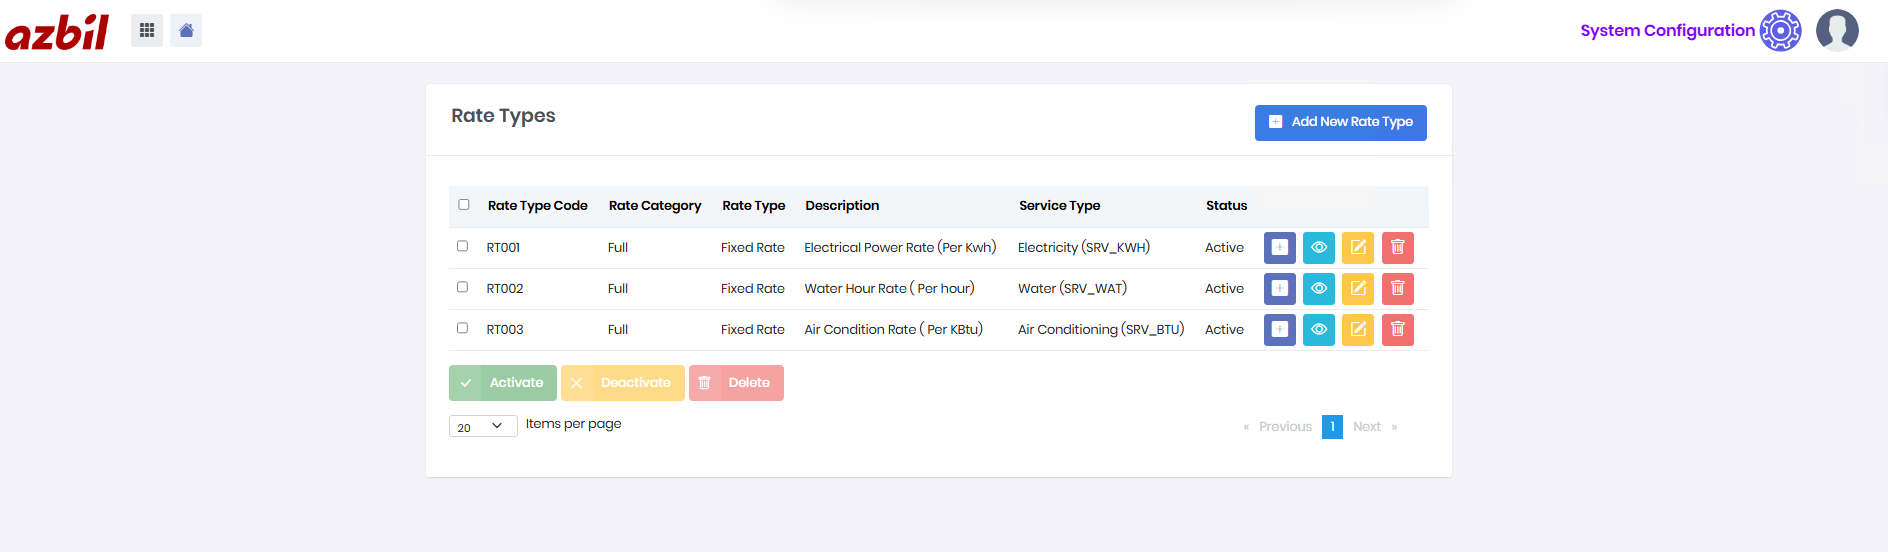 azbil
System Configuration
Rate Types
Add New Rate Type
Rate Type Code Rate Category Rate Type Description Service Type Status
RT001 Full Fixed Rate Electrical Power Rate (Per Kwh) Electricity (SRV_KWH) Active
RT002 Full Fixed Rate Water Hour Rate ( Per hour) Water (SRV_WAT) Active
RT003 Full Fixed Rate Air Condition Rate ( Per KBtu) Air Conditioning (SRV_BTU) Active
Activate Deactivate Delete
20 Items per page
« Previous 1 Next »